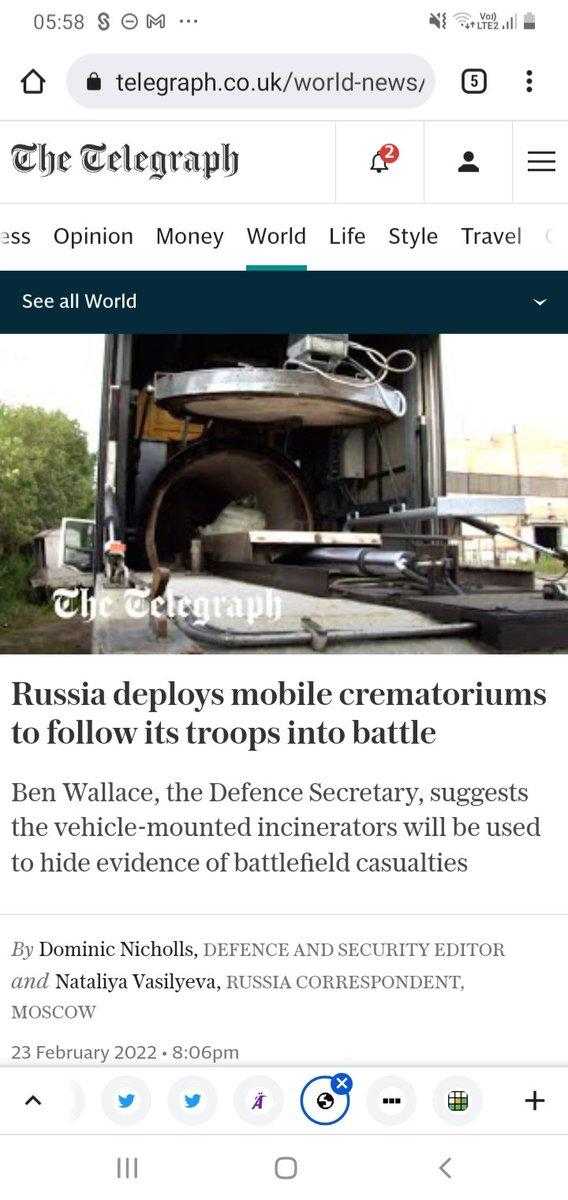 05:58
Vo))
LTE2
telegraph.co.uk/world-news/
5
The Telegraph
2
ess Opinion Money World Life Style Travel
See all World
The Telegraph
Russia deploys mobile crematoriums
to follow its troops into battle
Ben Wallace, the Defence Secretary, suggests
the vehicle-mounted incinerators will be used
to hide evidence of battlefield casualties
By Dominic Nicholls, DEFENCE AND SECURITY EDITOR
and Nataliya Vasilyeva, RUSSIA CORRESPONDENT,
MOSCOW
23 February 2022 • 8:06pm